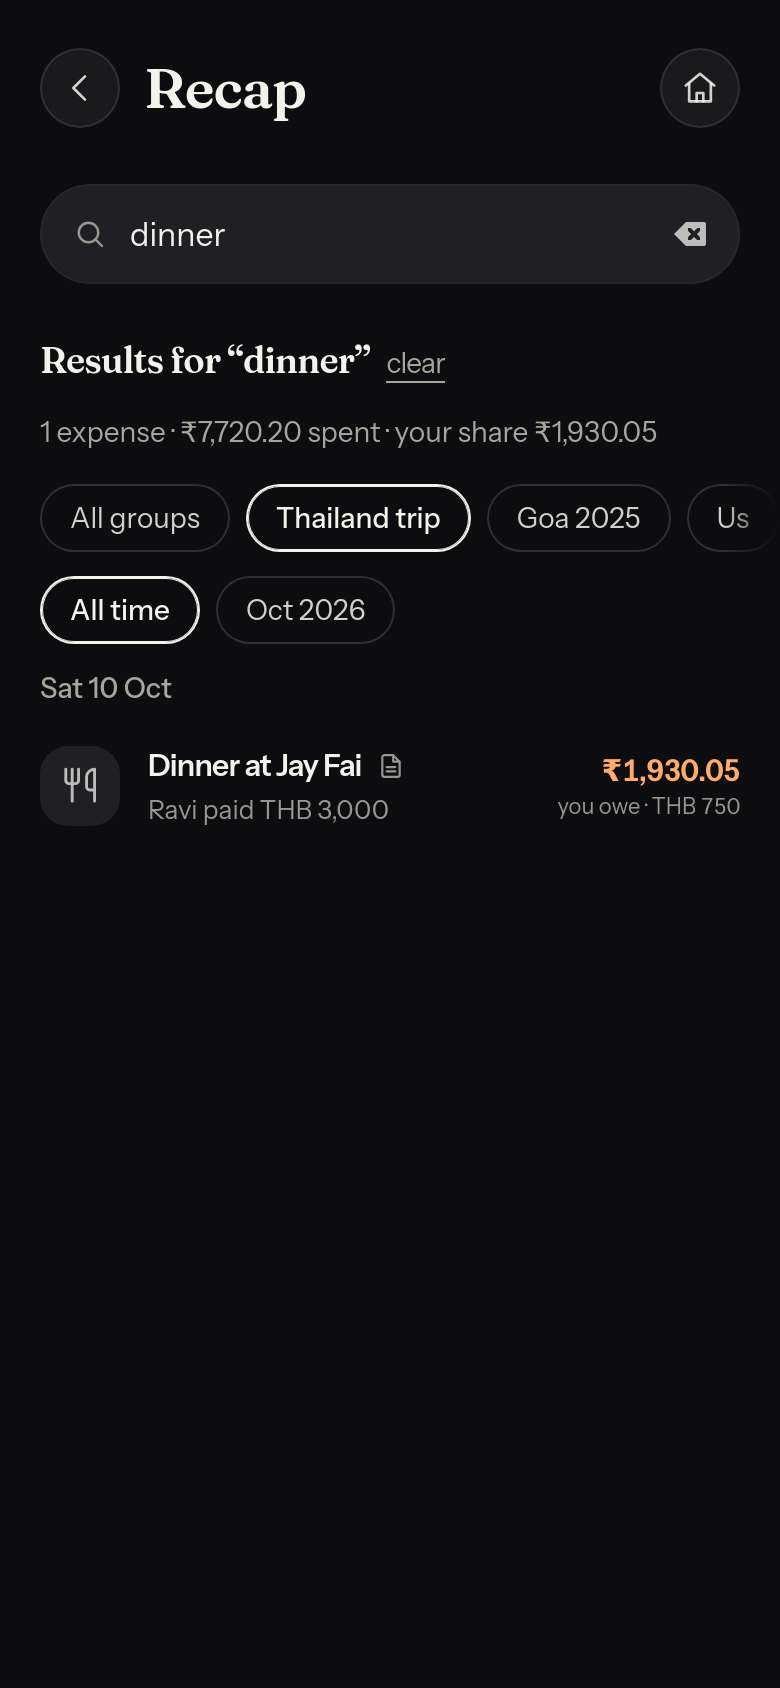 Recap
dinner
Results for “dinner” clear
1 expense · ₹7,720.20 spent · your share ₹1,930.05
All groups Thailand trip Goa 2025 Us
All time Oct 2026
Sat 10 Oct
Dinner at Jay Fai ₹1,930.05
Ravi paid THB 3,000 you owe · THB 750